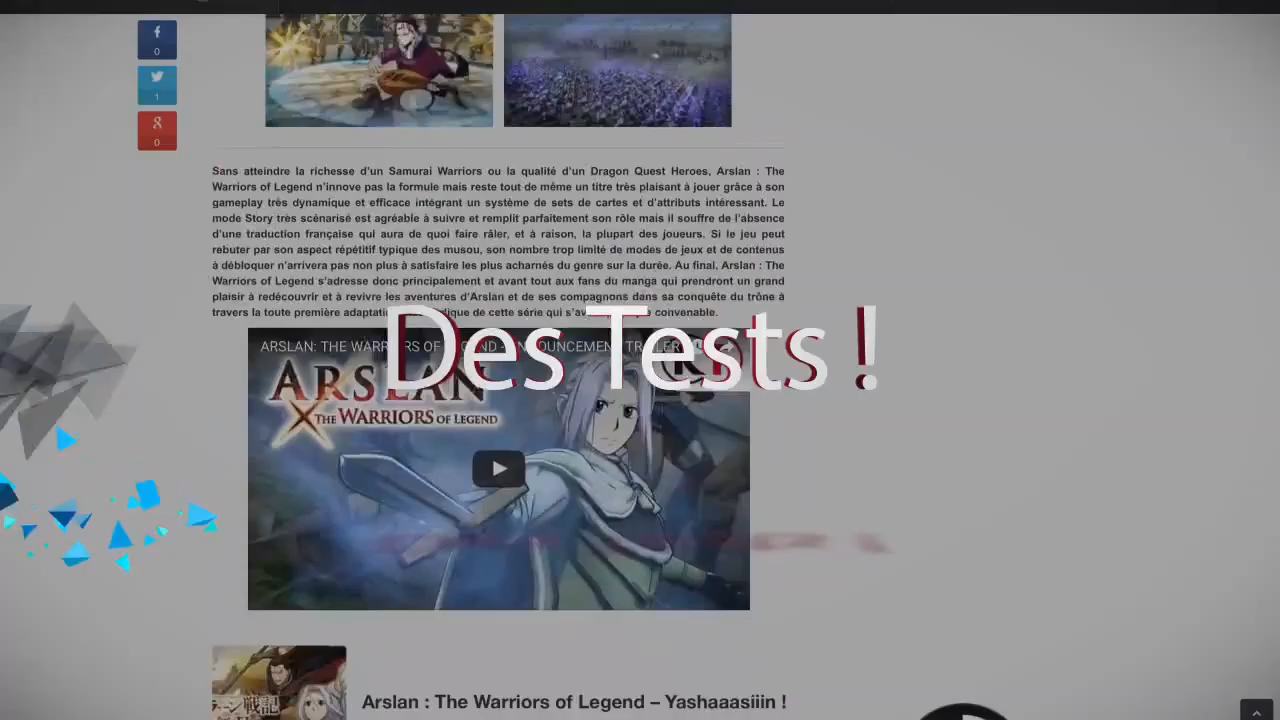 0
1
8
0
Sans atteindre la richesse d'un Samurai Warriors ou la qualité d'un Dragon Quest Heroes, Arslan : The
Warriors of Legend n'innove pas la formule mais reste tout de même un titre très plaisant à jouer grâce à son
gameplay très dynamique et efficace intégrant un système de sets de cartes et d'attributs intéressant. Le
mode Story très scénarisé est agréable à suivre et remplit parfaitement son rôle mais il souffre de l'absence
d'une traduction française qui aura de quoi faire râler, et à raison, la plupart des joueurs. Si le jeu peut
rebuter par son aspect répétitif typique des musou, son nombre trop limité de modes de jeux et de contenus
à débloquer n'arrivera pas non plus à satisfaire les plus acharnés du genre sur la durée. Au final, Arslan : The
Warriors of Legend s'adresse donc principalement et avant tout aux fans du manga qui prendront un grand
plaisir à redécouvrir et à revivre les aventures d'Arslan et de ses compagnons dans sa conquête du trône à
travers la toute première de cette série qui convenable.
Des Tests !
ARSLAN: THE OF TRAILER
ARSLAN
THE WARRIORS OF LEGEND
Arslan : The Warriors of Legend – Yashaaasiiin !